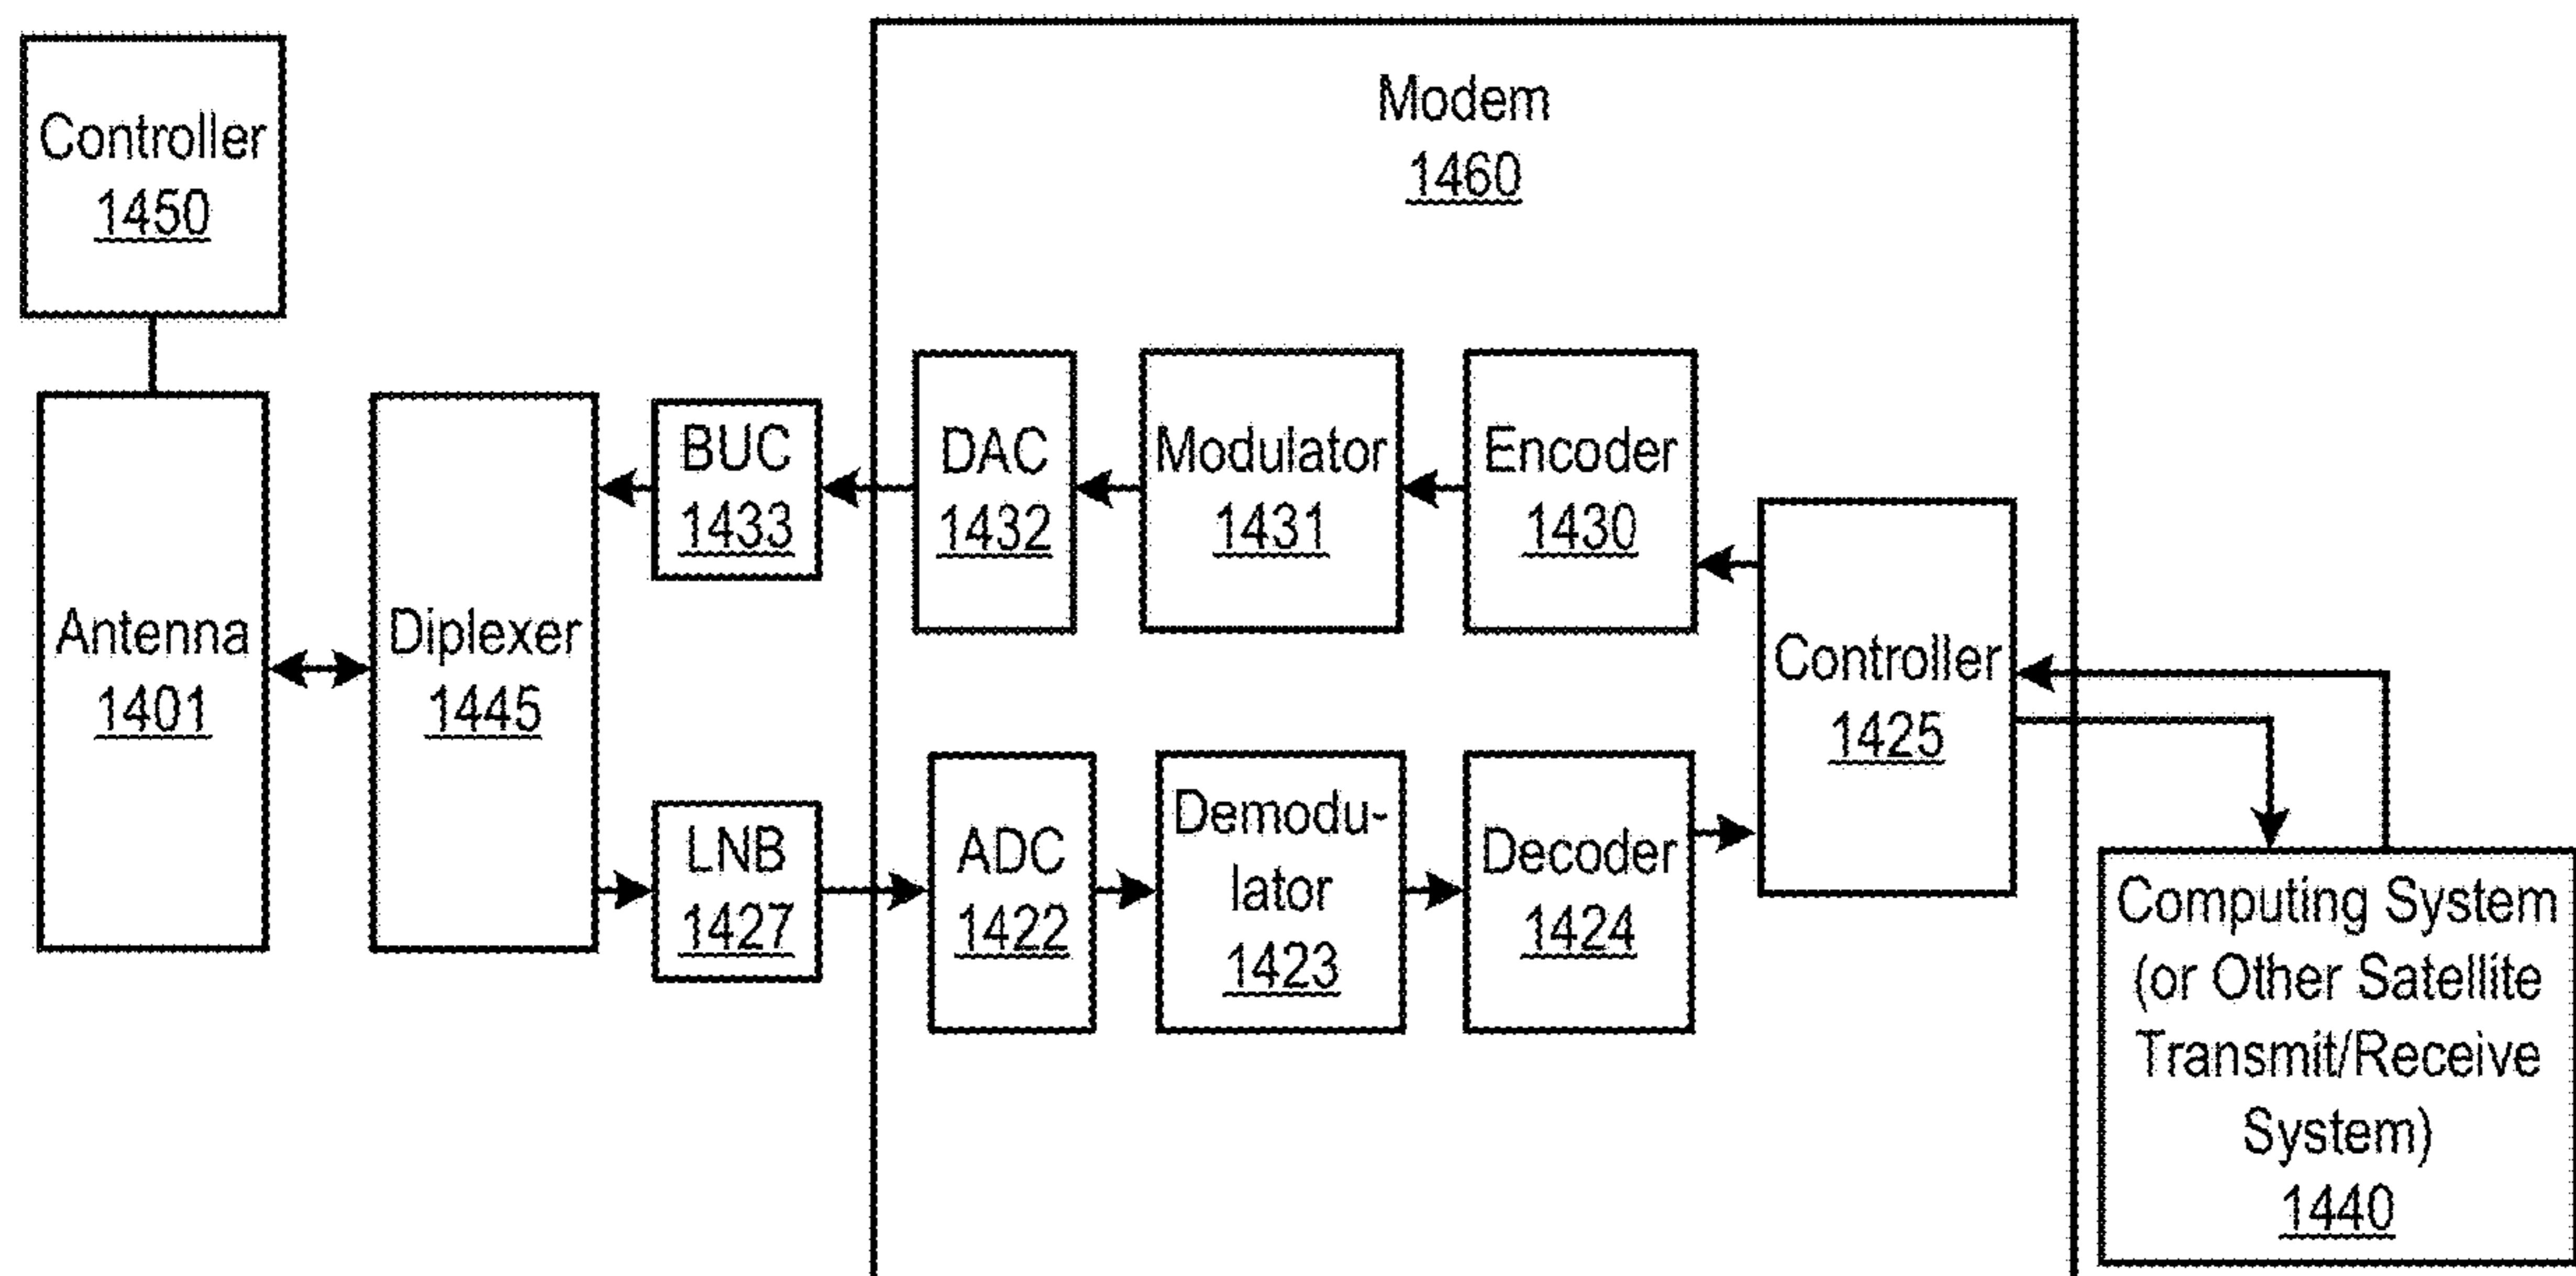 Controller
1450
Modem
1460
Antenna
1401
Diplexer
1445
BUC
1433
DAC
1432
Modulator
1431
Encoder
1430
Controller
1425
LNB
1427
ADC
1422
Demodu-
lator
1423
Decoder
1424
Computing System
(or Other Satellite
Transmit/Receive
System)
1440